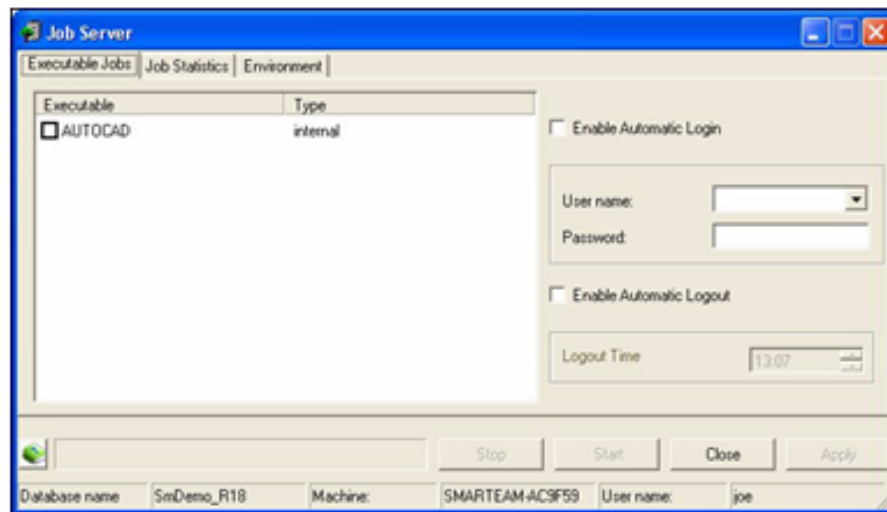 Job Server
Executable Jobs Job Statistics Environment
Executable Type
AUTOCAD internal
Enable Automatic Login
User name:
Password:
Enable Automatic Logout
Logout Time 13:07
Stop Start Close Apply
Database name SmDemo_R18 Machine: SMARTEAM-AC9F59 User name: joe